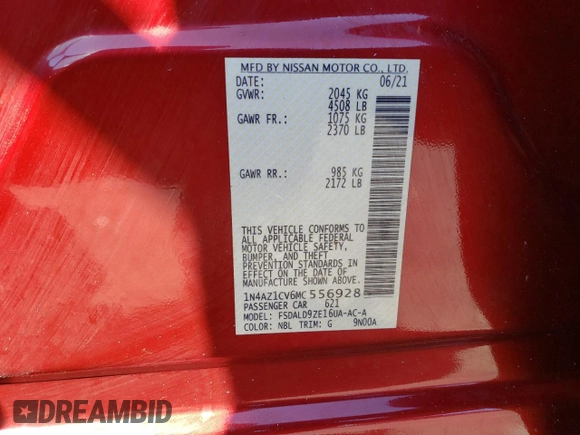 MFD BY NISSAN MOTOR CO., LTD.
DATE: 06/21
GVWR: 2045 KG
4508 LB
GAWR FR.: 1075 KG
2370 LB
GAWR RR.: 985 KG
2172 LB
THIS VEHICLE CONFORMS TO
ALL APPLICABLE FEDERAL
MOTOR VEHICLE SAFETY,
BUMPER, AND THEFT
PREVENTION STANDARDS IN
EFFECT ON THE DATE OF
MANUFACTURE SHOWN ABOVE.
1N4AZ1CV6MC556928
PASSENGER CAR 621
MODEL: FSDALD9ZE16UA-AC-A
COLOR: NBL TRIM: G 9N00A
DREAMBID